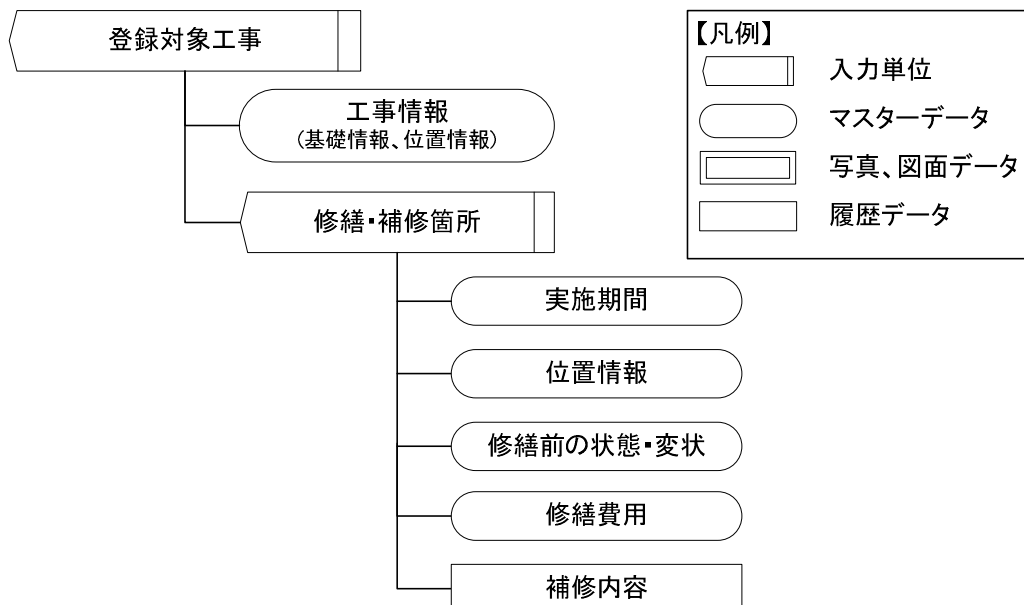 登録対象工事
工事情報
(基礎情報、位置情報)
修繕・補修箇所
実施期間
位置情報
修繕前の状態・変状
修繕費用
補修内容
【凡例】
入力単位
マスターデータ
写真、図面データ
履歴データ